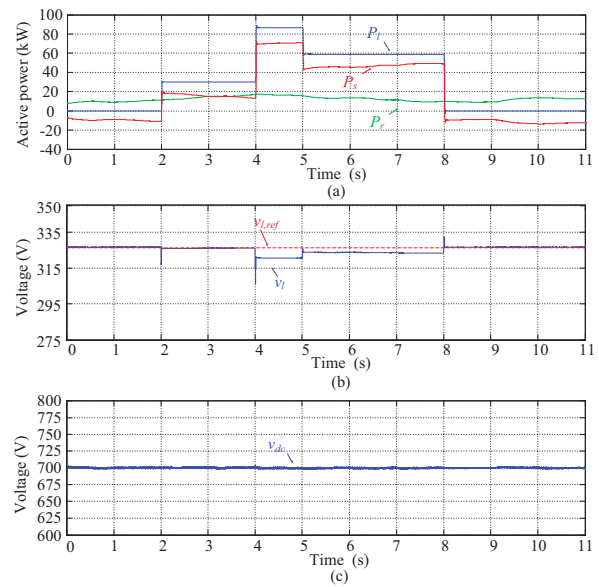 100
80
60
40
20
0
-20
-40
Active power (kW)
P_l
P_s
P_r
0 1 2 3 4 5 6 7 8 9 10 11
Time (s)
(a)
350
325
315
295
275
Voltage (V)
v_l,ref
v_l
0 1 2 3 4 5 6 7 8 9 10 11
Time (s)
(b)
800
775
750
725
700
675
650
625
600
Voltage (V)
v_dc
0 1 2 3 4 5 6 7 8 9 10 11
Time (s)
(c)